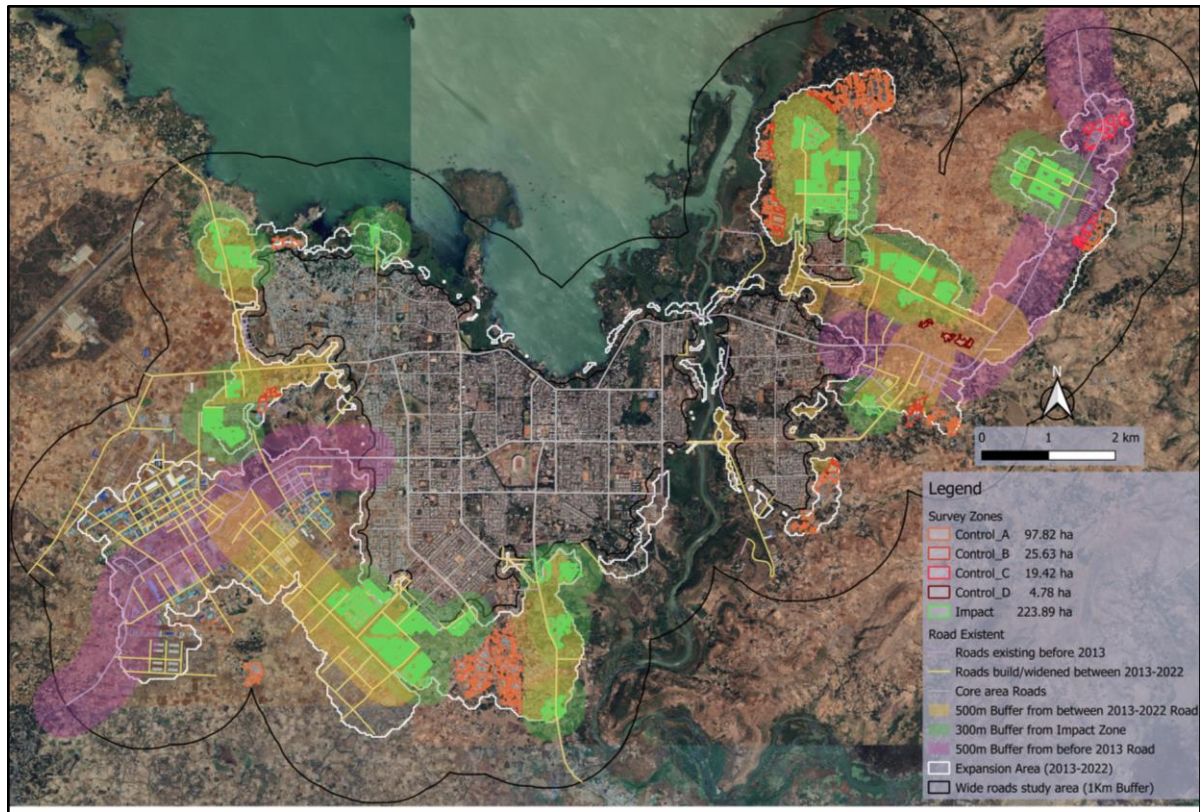 N
0 1 2 km
Legend
Survey Zones
Control_A 97.82 ha
Control_B 25.63 ha
Control_C 19.42 ha
Control_D 4.78 ha
Impact 223.89 ha
Road Existent
Roads existing before 2013
Roads build/widened between 2013-2022
Core area Roads
500m Buffer from between 2013-2022 Road
300m Buffer from Impact Zone
500m Buffer from before 2013 Road
Expansion Area (2013-2022)
Wide roads study area (1Km Buffer)